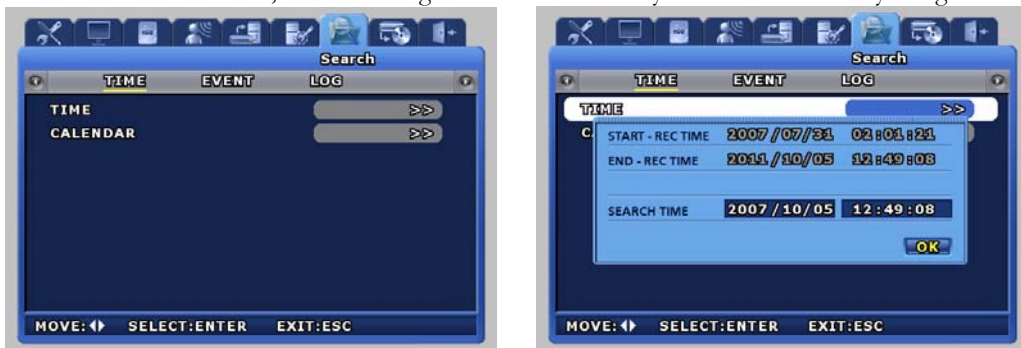 Search
TIME EVENT LOG
TIME >>
CALENDAR >>
MOVE: SELECT:ENTER EXIT:ESC
Search
TIME EVENT LOG
TIME >>
C
START - REC TIME 2007/07/31 02:01:21
END - REC TIME 2011/10/05 12:49:08
SEARCH TIME 2007/10/05 12:49:08
OK
MOVE: SELECT:ENTER EXIT:ESC